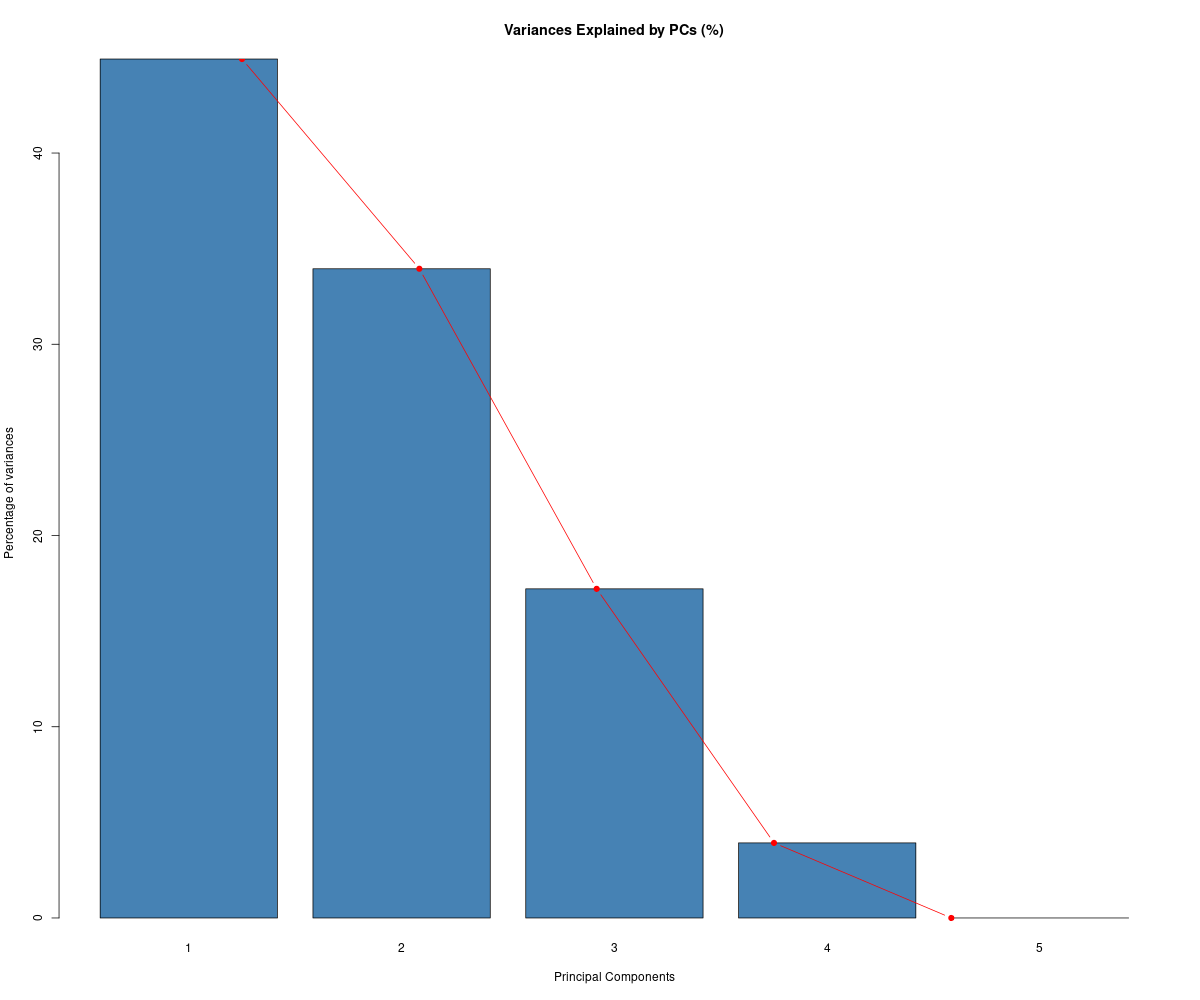 Variances Explained by PCs (%)
40
30
20
10
0
Percentage of variances
1 2 3 4 5
Principal Components